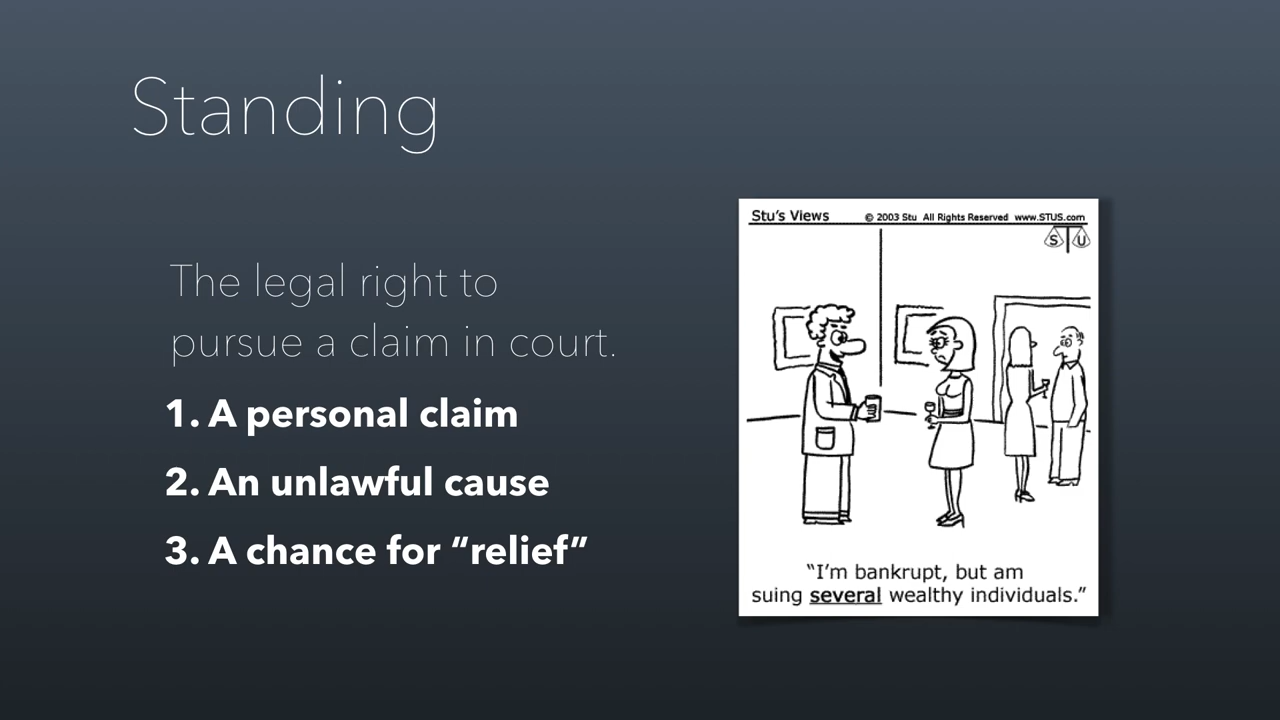 Standing
The legal right to
pursue a claim in court.
1. A personal claim
2. An unlawful cause
3. A chance for “relief”
Stu's Views © 2003 Stu All Rights Reserved www.STUS.com
S U
“I'm bankrupt, but am
suing several wealthy individuals.”